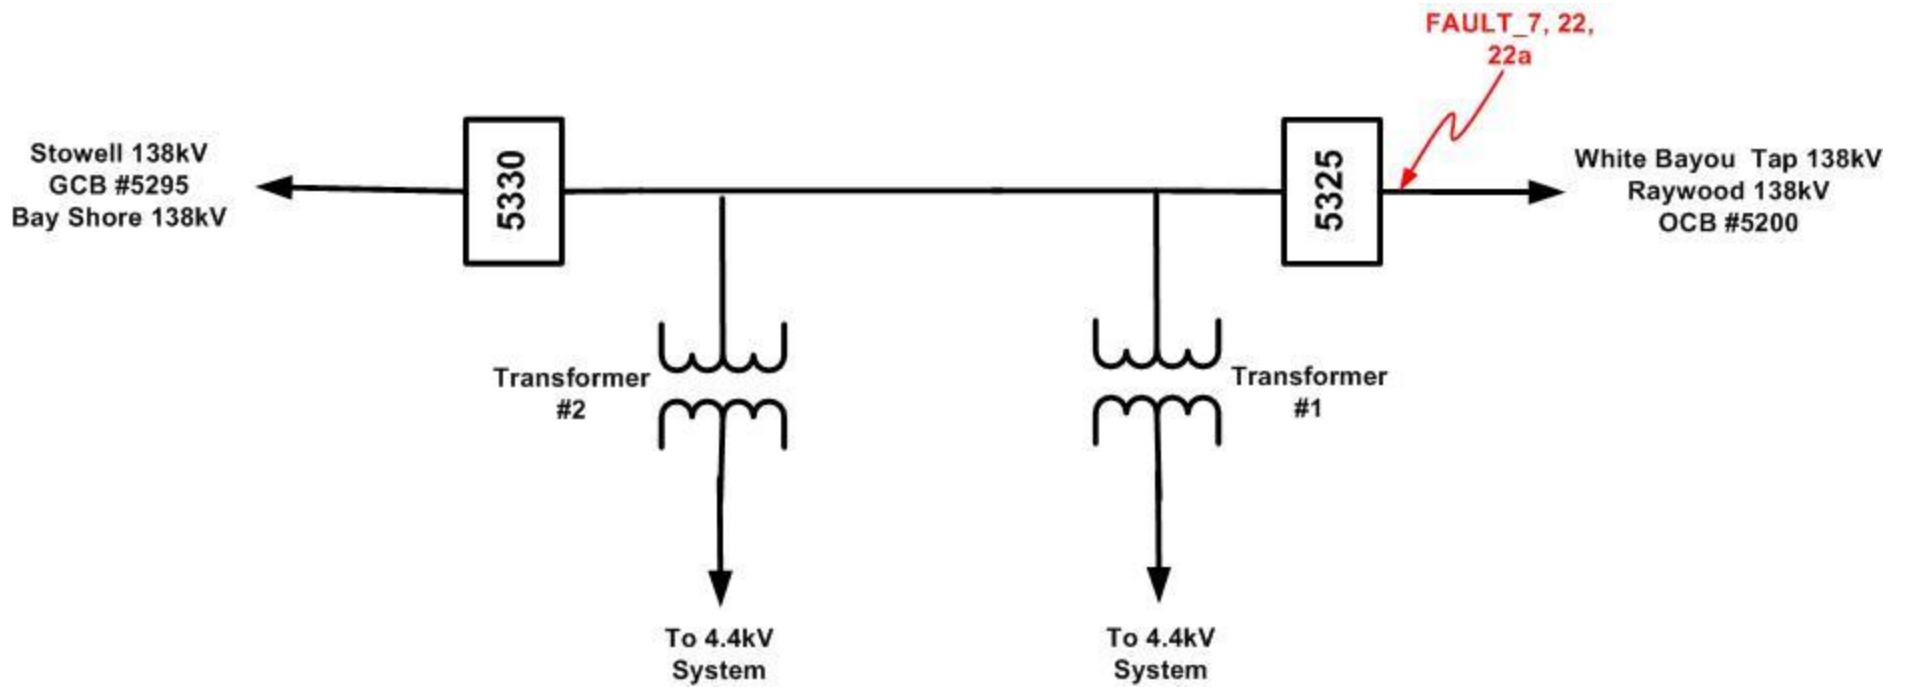 FAULT_7, 22,
22a
Stowell 138kV
GCB #5295
Bay Shore 138kV
5330
5325
White Bayou Tap 138kV
Raywood 138kV
OCB #5200
Transformer
#2
Transformer
#1
To 4.4kV
System
To 4.4kV
System